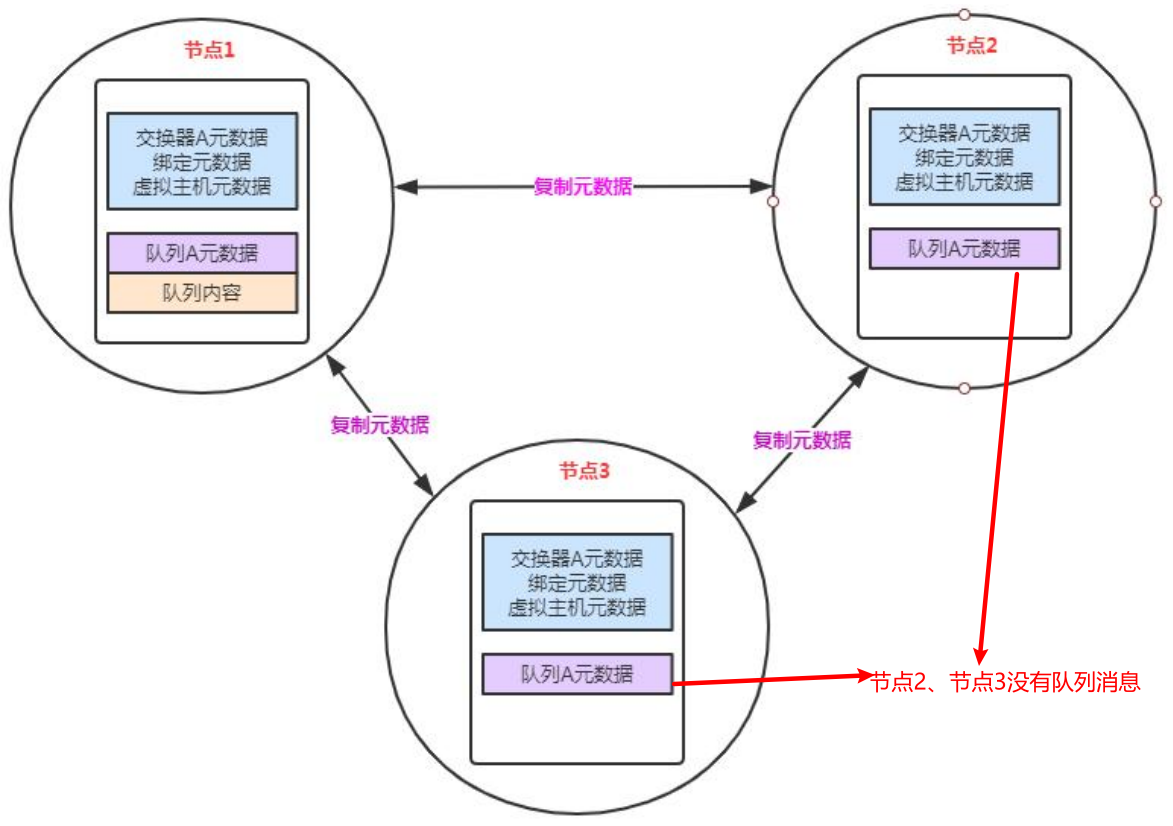 节点1
交换器A元数据
绑定元数据
虚拟主机元数据
队列A元数据
队列内容
复制元数据
节点2
交换器A元数据
绑定元数据
虚拟主机元数据
队列A元数据
复制元数据
复制元数据
节点3
交换器A元数据
绑定元数据
虚拟主机元数据
队列A元数据
节点2、节点3没有队列消息